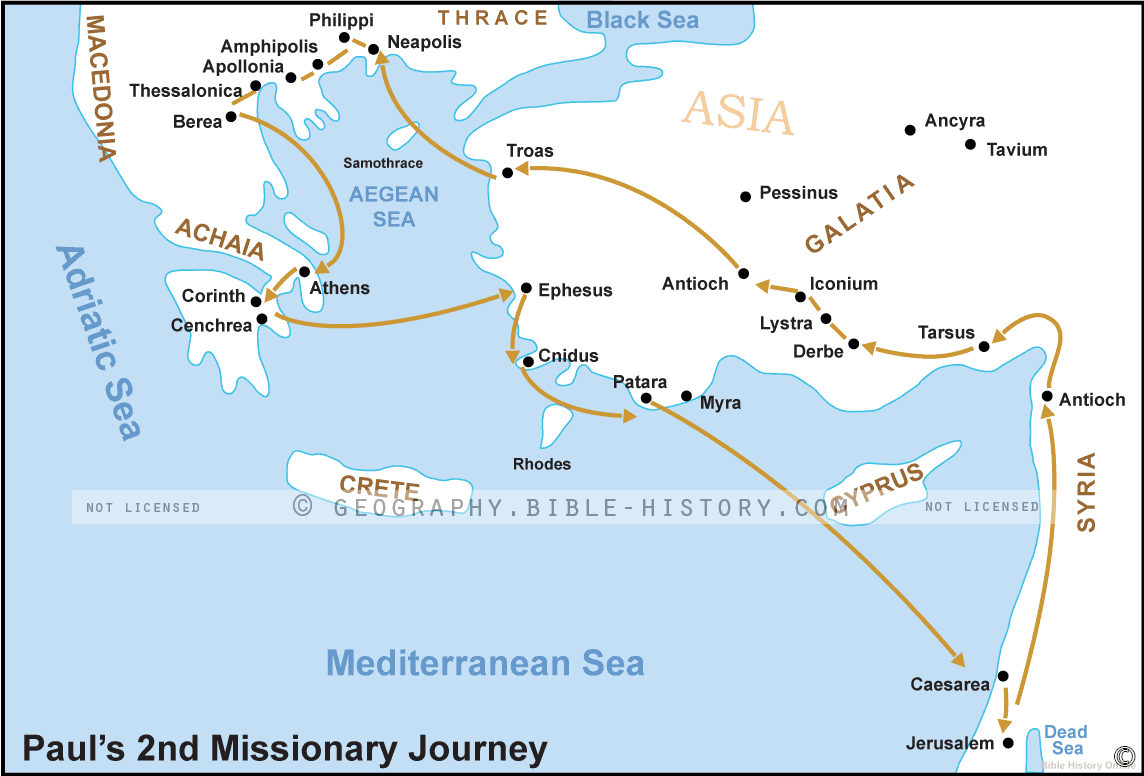 Philippi
THRACE
Black Sea
MACEDONIA
Amphipolis
Neapolis
Apollonia
Thessalonica
Berea
ASIA
Ancyra
Tavium
Troas
Samothrace
AEGEAN
SEA
Pessinus
GALATIA
ACHAIA
Adriatic Sea
Athens
Antioch
Iconium
Corinth
Cenchrea
Ephesus
Lystra
Derbe
Tarsus
Cnidus
Patara
Myra
Antioch
Rhodes
CRETE
CYPRUS
SYRIA
NOT LICENSED
© GEOGRAPHY.BIBLE-HISTORY.COM
NOT LICENSED
Mediterranean Sea
Caesarea
Jerusalem
Dead
Sea
Paul's 2nd Missionary Journey
©
Bible History